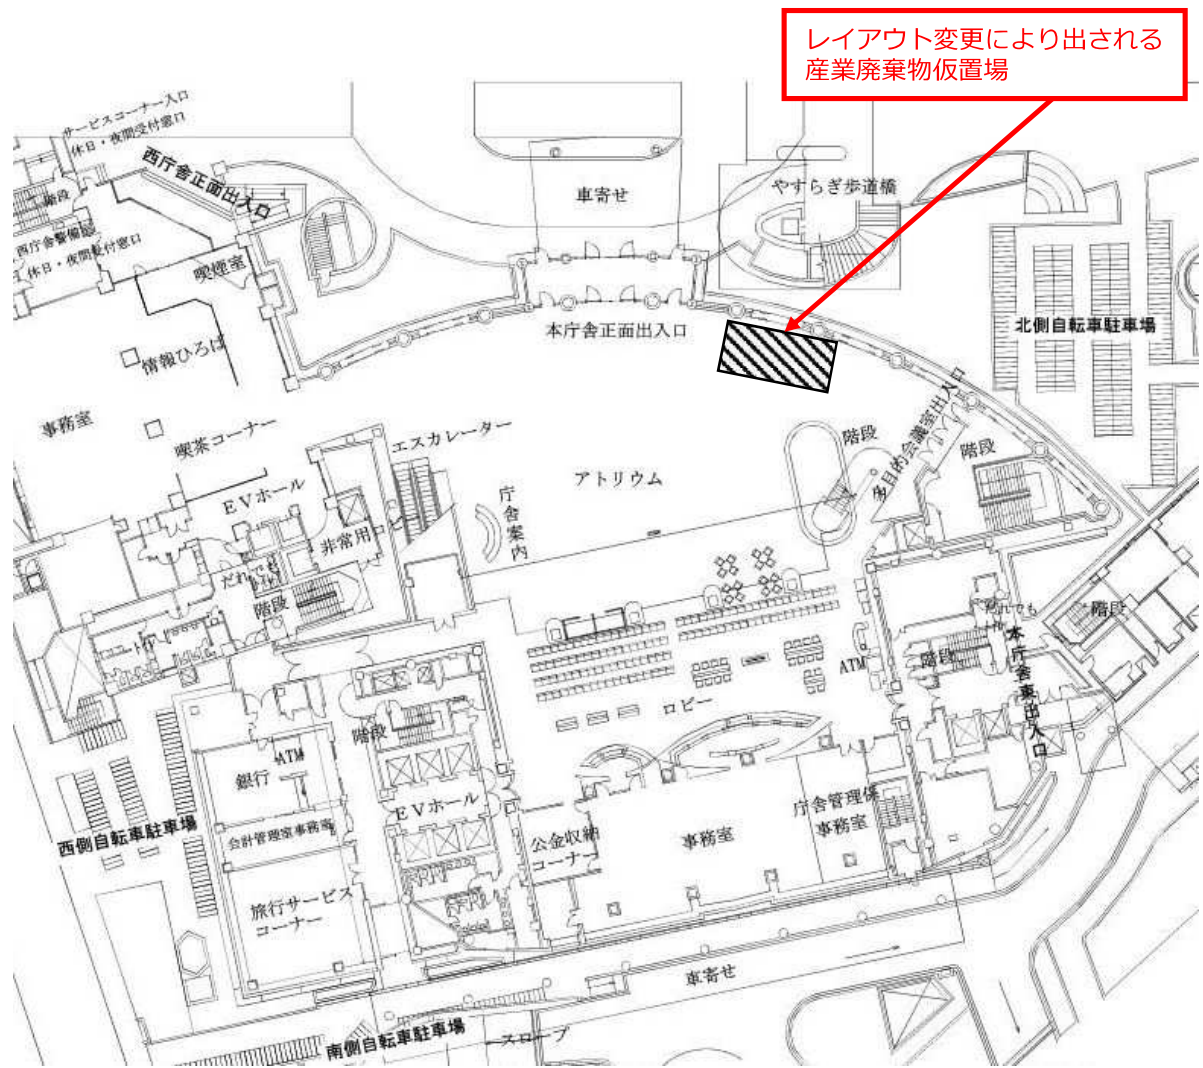 レイアウト変更により出される
産業廃棄物仮置場
サービスコーナー入口
休日・夜間受付窓口
西庁舎正面出入口
階段
西庁舎警備室
休日・夜間受付窓口
喫煙室
車寄せ
やすらぎ歩道橋
本庁舎正面出入口
北側自転車駐車場
情報ひろば
事務室
喫茶コーナー
エスカレーター
EVホール
非常用
庁舎案内
アトリウム
階段
多目的会議室出入口
階段
だれでも
階段
だれでも
階段
階段
本庁舎東出入口
ATM
ロビー
階段
ATM
銀行
EVホール
会計管理室事務室
西側自転車駐車場
公金収納
コーナー
事務室
庁舎管理係
事務室
旅行サービス
コーナー
車寄せ
南側自転車駐車場
スロープ